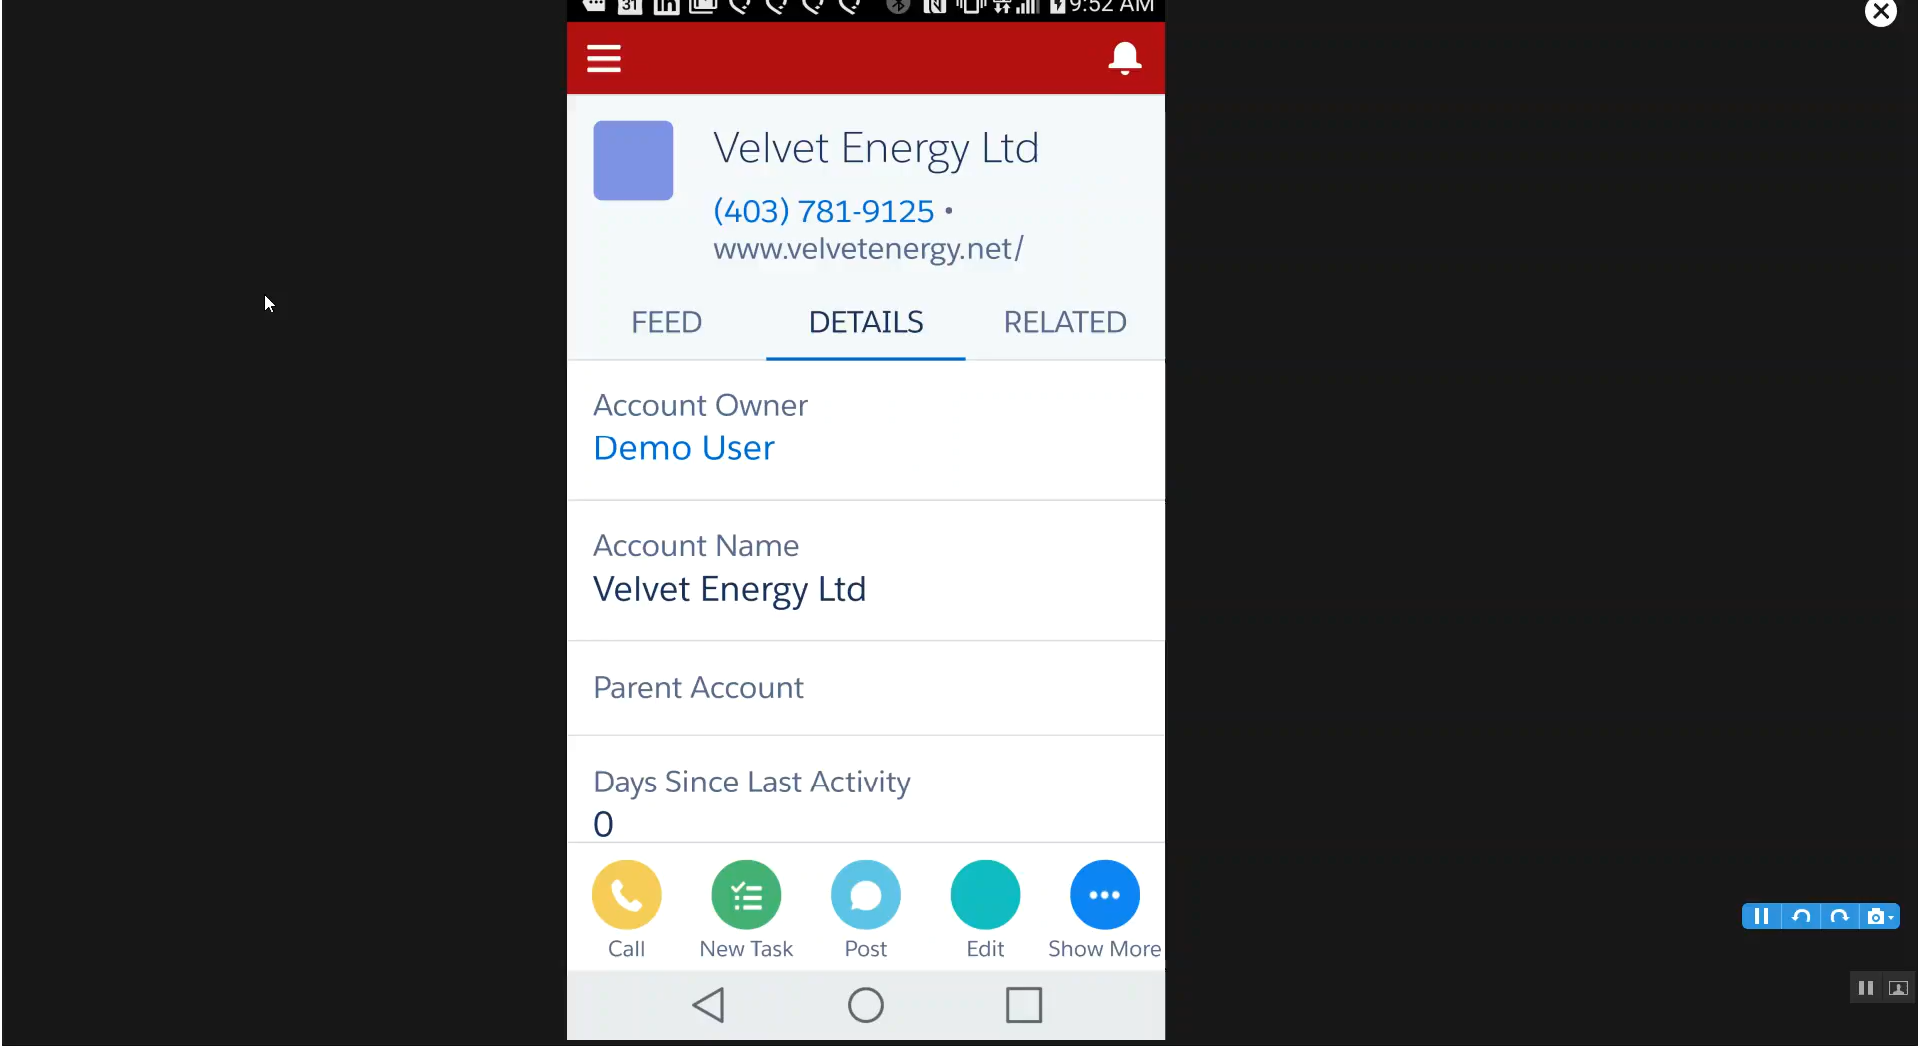 31 9:52 AM
Velvet Energy Ltd
(403) 781-9125 •
www.velvetenergy.net/
FEED DETAILS RELATED
Account Owner
Demo User
Account Name
Velvet Energy Ltd
Parent Account
Days Since Last Activity
0
Call New Task Post Edit Show More